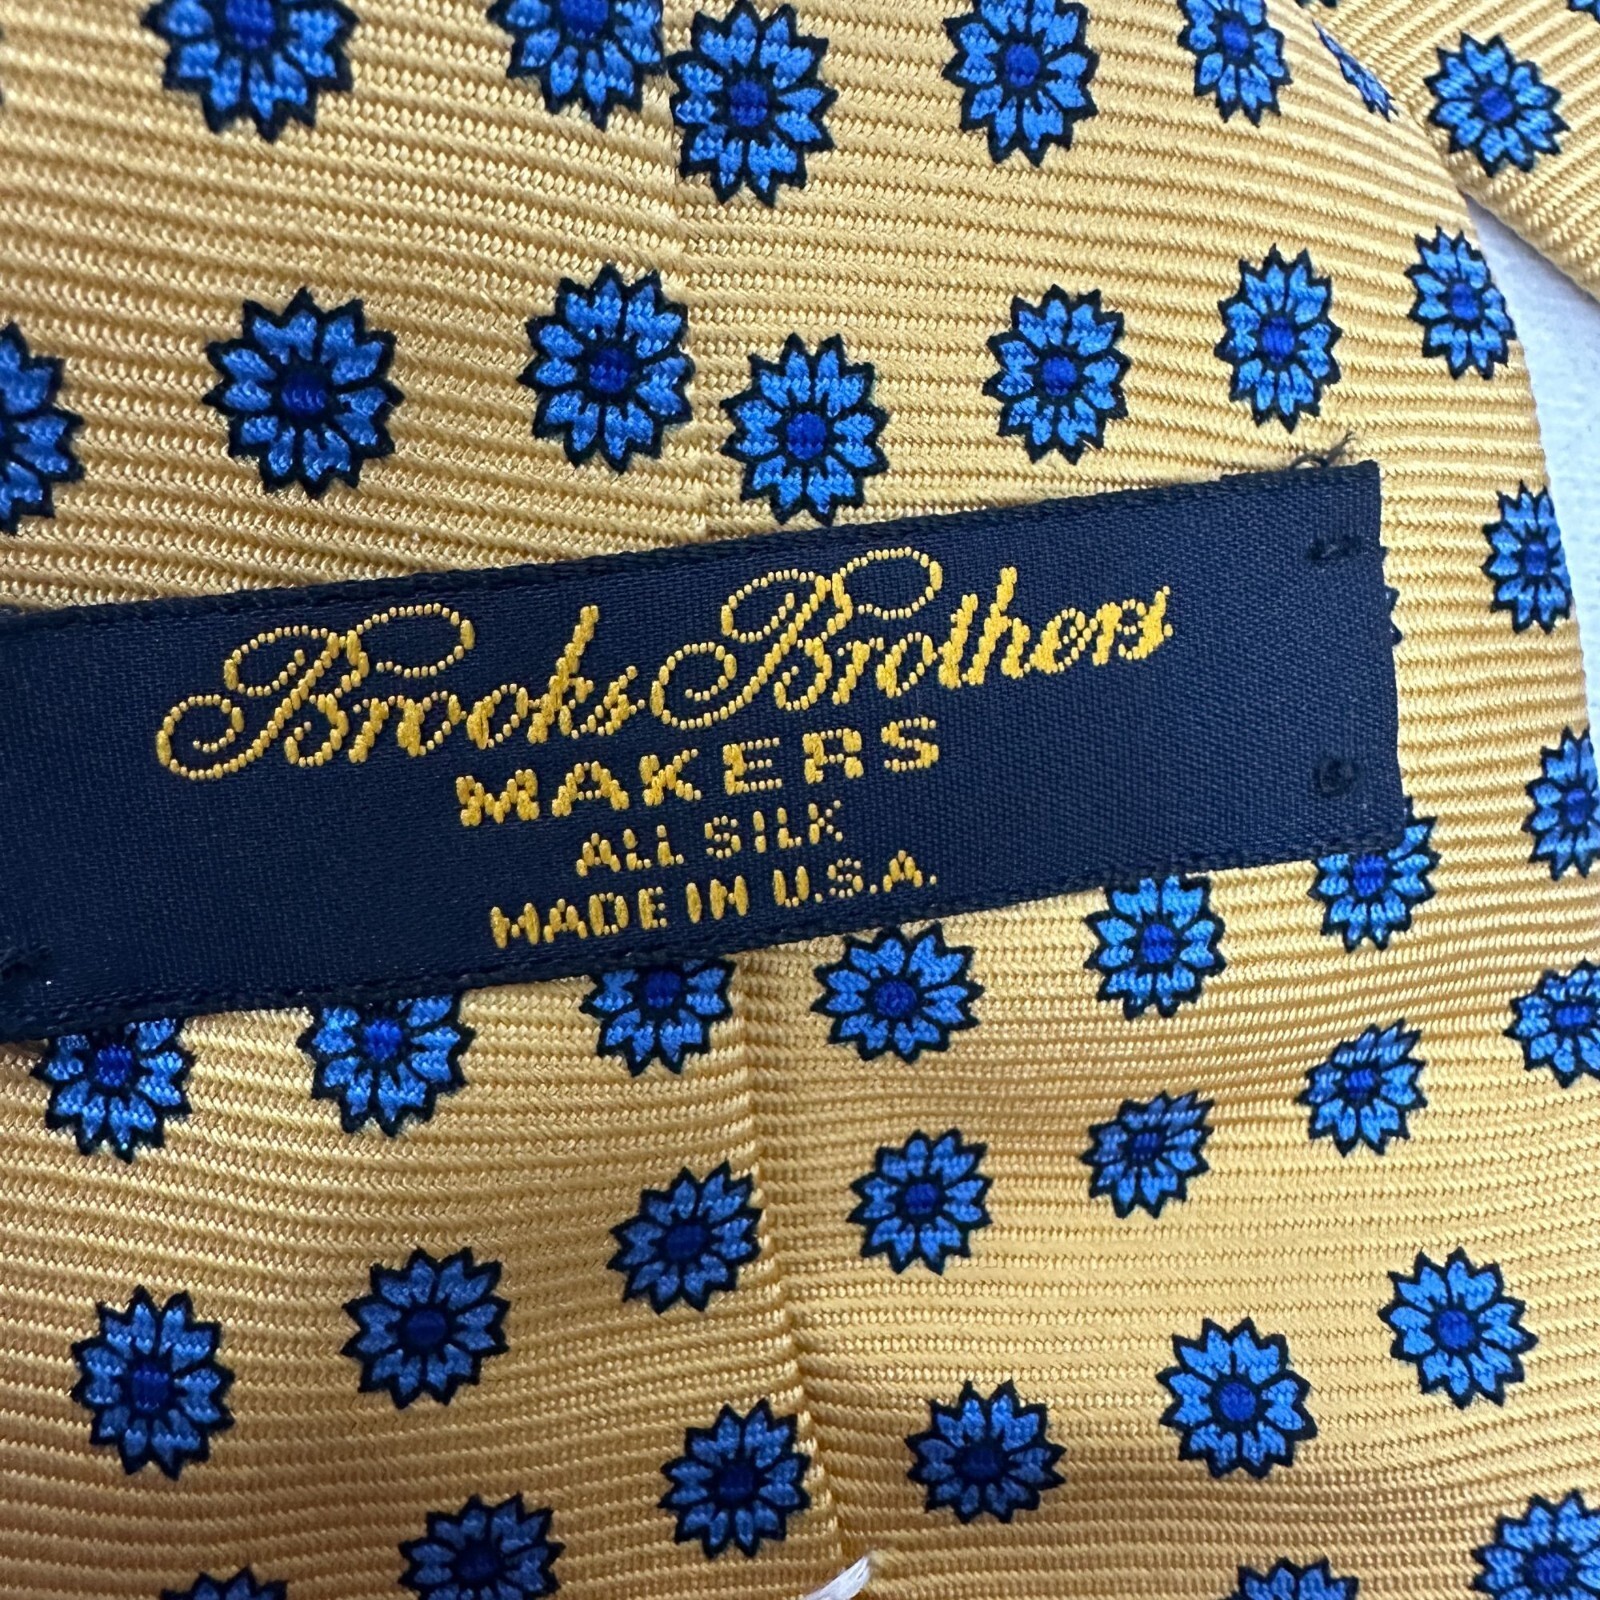 Brooks Brothers
MAKERS
ALL SILK
MADE IN U.S.A.